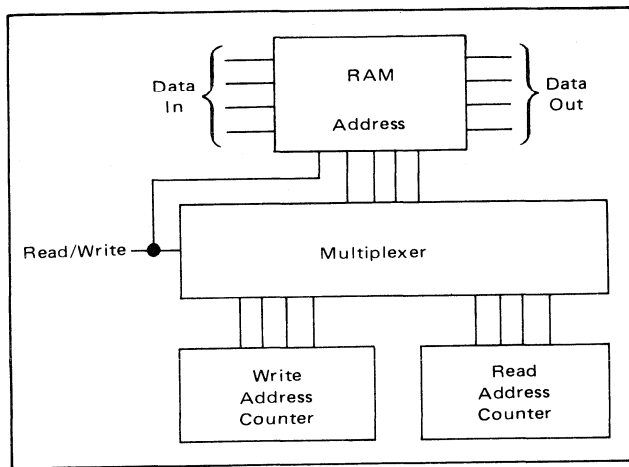 RAM
Data
In
Data
Out
Address
Read/Write
Multiplexer
Write
Address
Counter
Read
Address
Counter